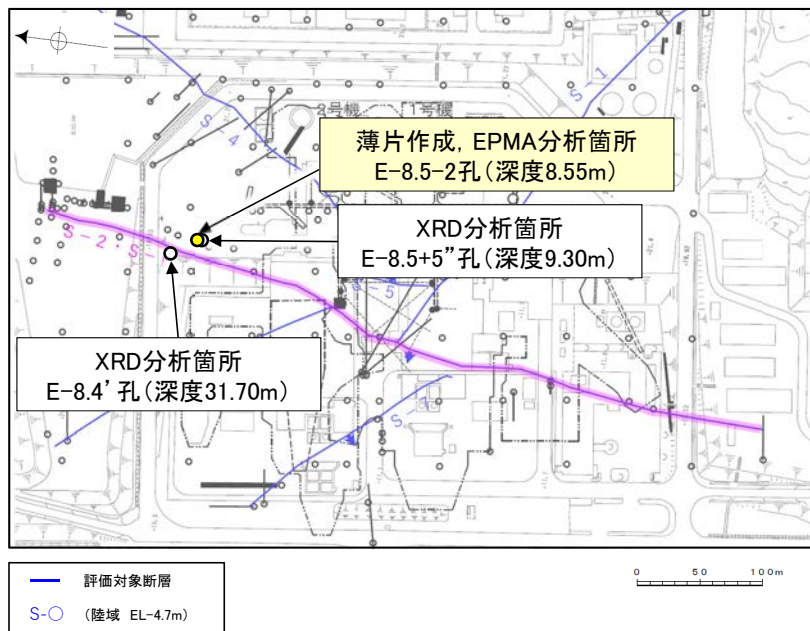 S-1
2号機
1号機
S-4
薄片作成, EPMA分析箇所
E-8.5-2孔(深度8.55m)
XRD分析箇所
E-8.5+5”孔(深度9.30m)
S-2・S-
S-5
XRD分析箇所
E-8.4’孔(深度31.70m)
S-7
評価対象断層
S-○ (陸域 EL-4.7m)
0 50 100m